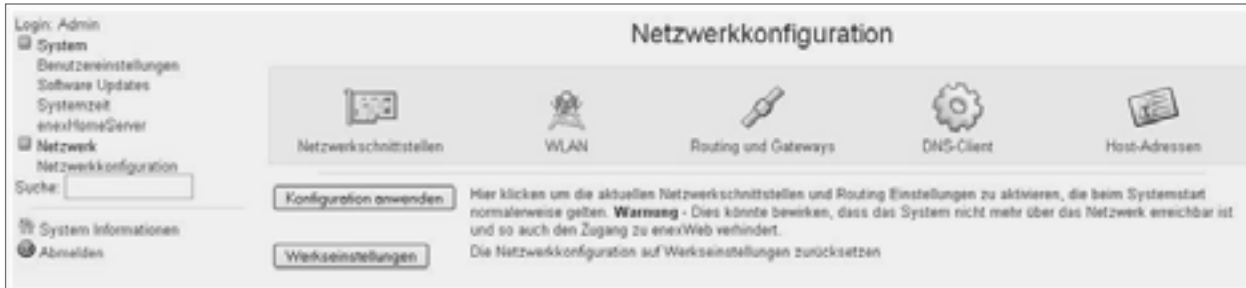 Login: Admin
System
Benutzereinstellungen
Software Updates
Systemzeit
enexHomeServer
Netzwerk
Netzwerkkonfiguration
Suche:
System Informationen
Abmelden
Netzwerkkonfiguration
Netzwerkschnittstellen
WLAN
Routing und Gateways
DNS-Client
Host-Adressen
Konfiguration anwenden
Hier klicken um die aktuellen Netzwerkschnittstellen und Routing Einstellungen zu aktivieren, die beim Systemstart
normalerweise gelten. Warnung - Dies könnte bewirken, dass das System nicht mehr über das Netzwerk erreichbar ist
und so auch den Zugang zu enexWeb verhindert.
Werkseinstellungen
Die Netzwerkkonfiguration auf Werkseinstellungen zurücksetzen